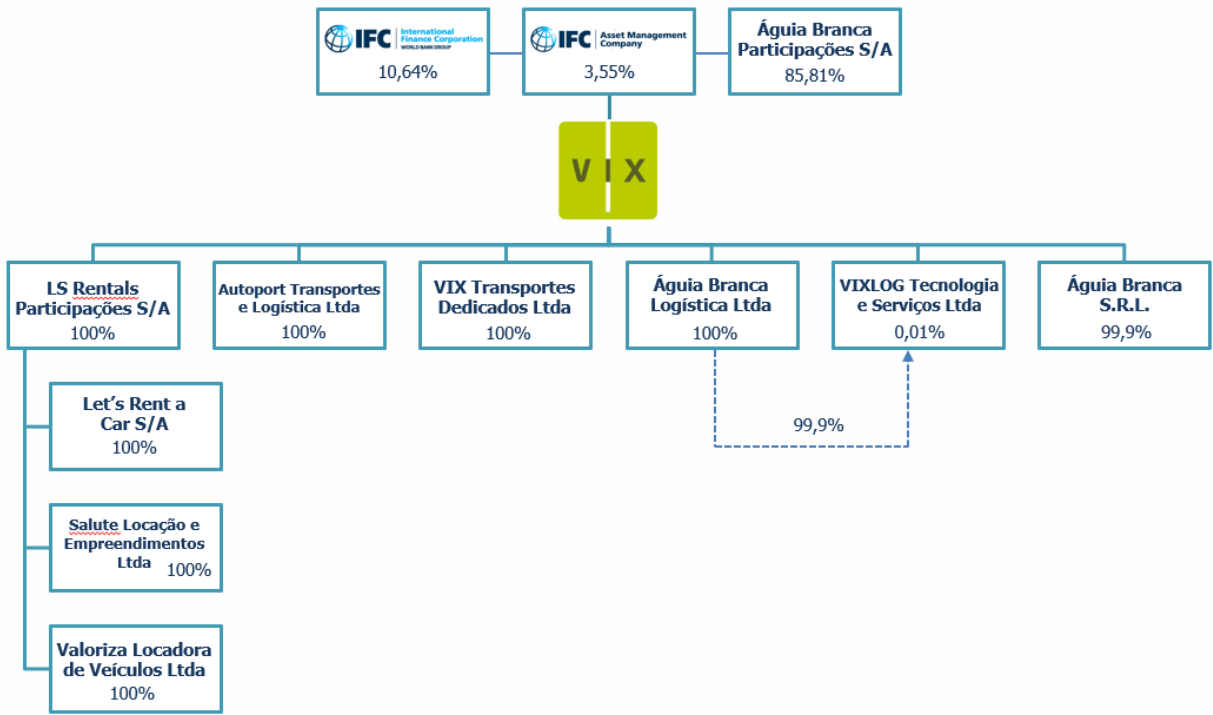 IFC International
Finance Corporation
WORLD BANK GROUP
10,64%
IFC Asset Management
Company
3,55%
Águia Branca
Participações S/A
85,81%
VIX
LS Rentals
Participações S/A
100%
Autoport Transportes
e Logística Ltda
100%
VIX Transportes
Dedicados Ltda
100%
Águia Branca
Logística Ltda
100%
VIXLOG Tecnologia
e Serviços Ltda
0,01%
Águia Branca
S.R.L.
99,9%
99,9%
Let’s Rent a
Car S/A
100%
Salute Locação e
Empreendimentos
Ltda 100%
Valoriza Locadora
de Veículos Ltda
100%